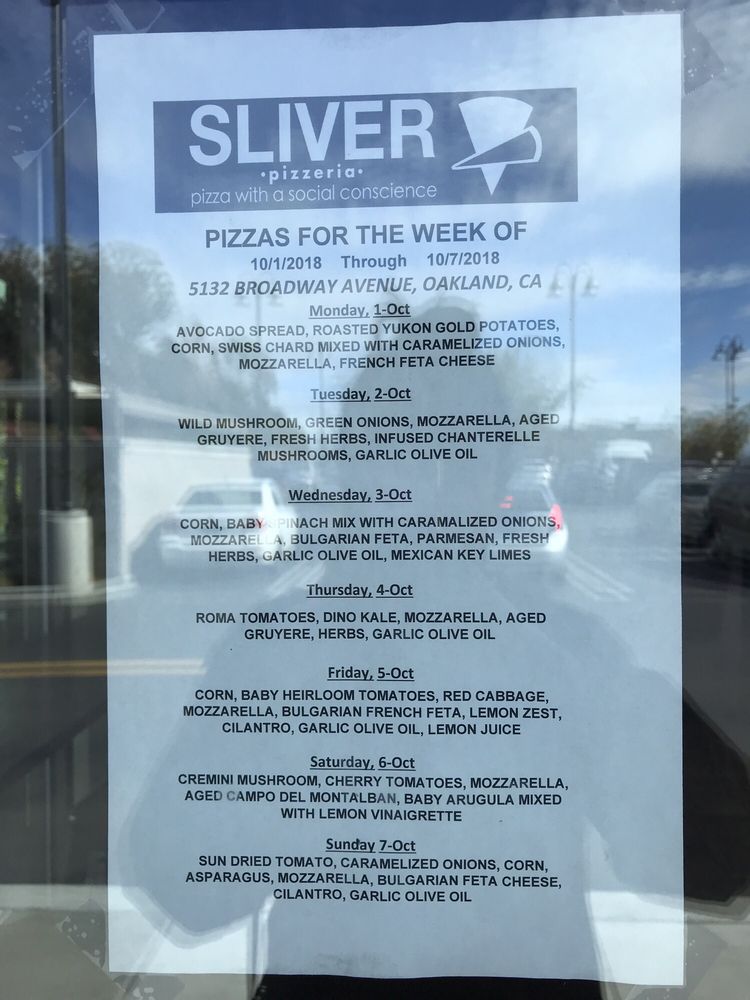 SLIVER
•pizzeria•
pizza with a social conscience
PIZZAS FOR THE WEEK OF
10/1/2018 Through 10/7/2018
5132 BROADWAY AVENUE, OAKLAND, CA
Monday, 1-Oct
AVOCADO SPREAD, ROASTED YUKON GOLD POTATOES,
CORN, SWISS CHARD MIXED WITH CARAMELIZED ONIONS,
MOZZARELLA, FRENCH FETA CHEESE
Tuesday, 2-Oct
WILD MUSHROOM, GREEN ONIONS, MOZZARELLA, AGED
GRUYERE, FRESH HERBS, INFUSED CHANTERELLE
MUSHROOMS, GARLIC OLIVE OIL
Wednesday, 3-Oct
CORN, BABY SPINACH MIX WITH CARAMALIZED ONIONS,
MOZZARELLA, BULGARIAN FETA, PARMESAN, FRESH
HERBS, GARLIC OLIVE OIL, MEXICAN KEY LIMES
Thursday, 4-Oct
ROMA TOMATOES, DINO KALE, MOZZARELLA, AGED
GRUYERE, HERBS, GARLIC OLIVE OIL
Friday, 5-Oct
CORN, BABY HEIRLOOM TOMATOES, RED CABBAGE,
MOZZARELLA, BULGARIAN FRENCH FETA, LEMON ZEST,
CILANTRO, GARLIC OLIVE OIL, LEMON JUICE
Saturday, 6-Oct
CREMINI MUSHROOM, CHERRY TOMATOES, MOZZARELLA,
AGED CAMPO DEL MONTALBAN, BABY ARUGULA MIXED
WITH LEMON VINAIGRETTE
Sunday 7-Oct
SUN DRIED TOMATO, CARAMELIZED ONIONS, CORN,
ASPARAGUS, MOZZARELLA, BULGARIAN FETA CHEESE,
CILANTRO, GARLIC OLIVE OIL